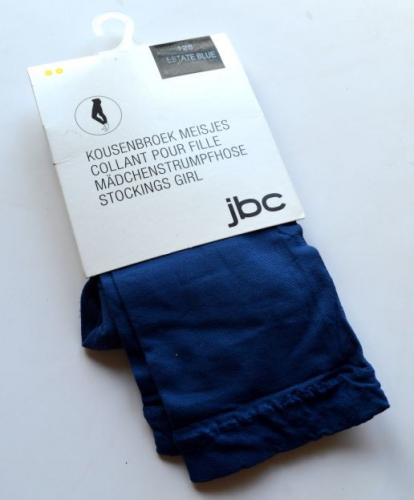 128
ESTATE BLUE
KOUSENBROEK MEISJES
COLLANT POUR FILLE
MÄDCHENSTRUMPFHOSE
STOCKINGS GIRL
jbc